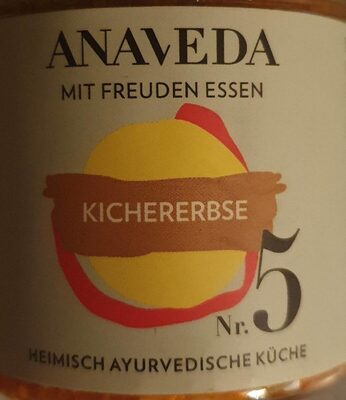 ANAVEDA
MIT FREUDEN ESSEN
KICHERERBSE
Nr. 5
HEIMISCH AYURVEDISCHE KÜCHE